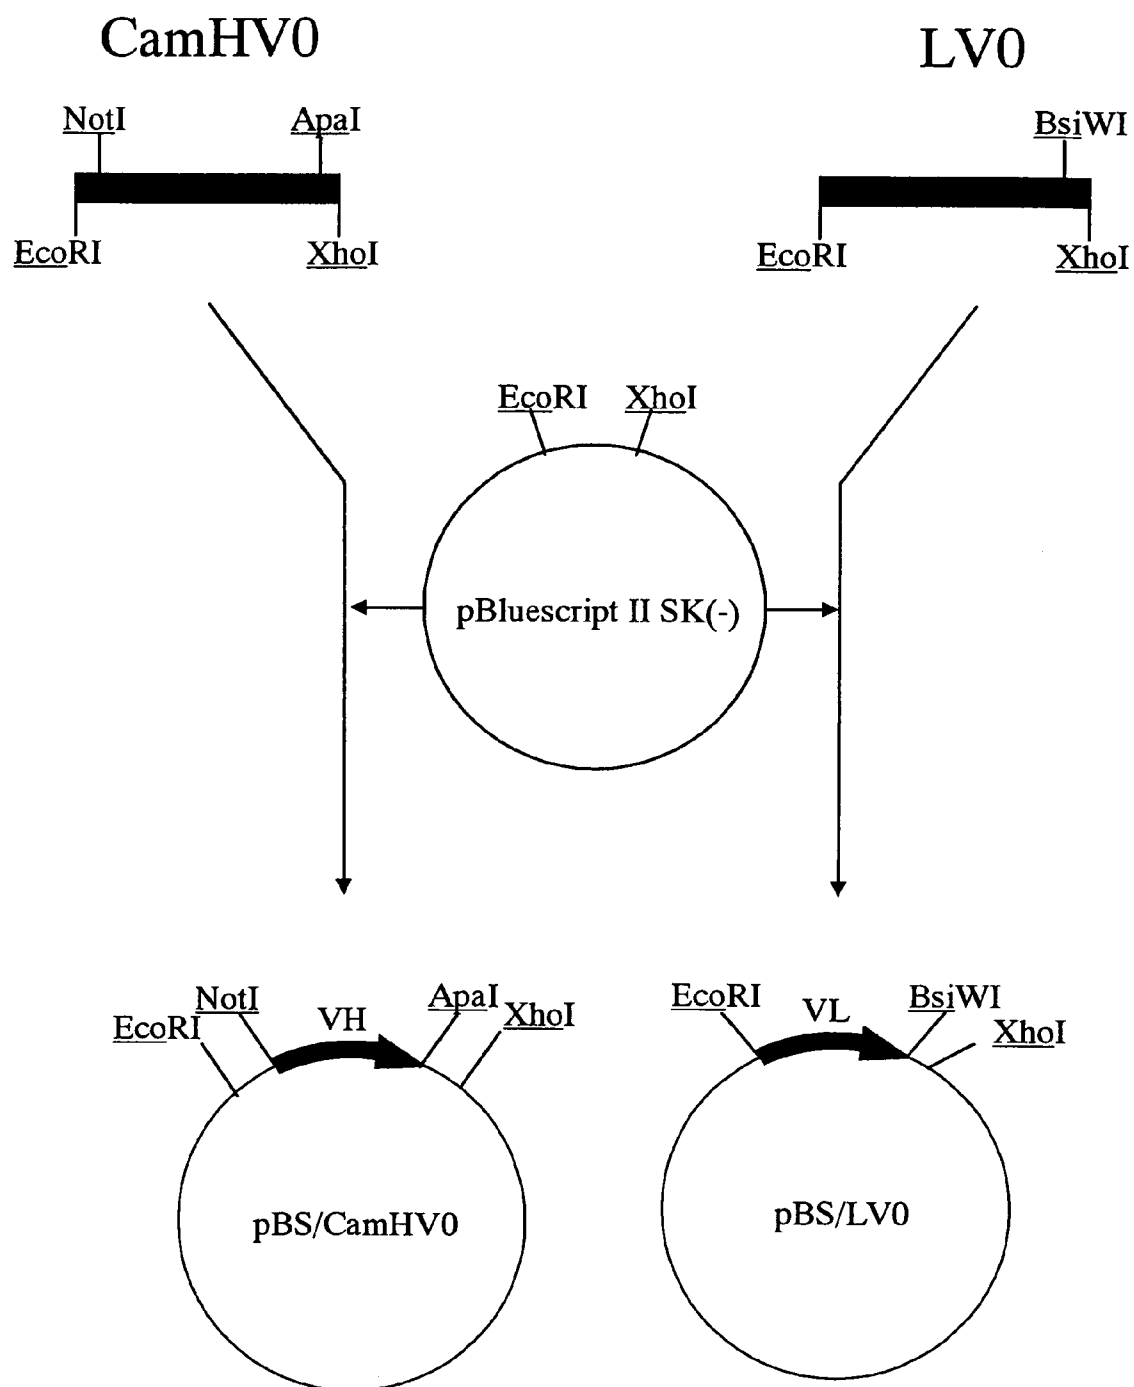 CamHV0
LV0
NotI
ApaI
BsiWI
EcoRI
XhoI
EcoRI
XhoI
EcoRI
XhoI
pBluescript II SK(-)
NotI
VH
ApaI
EcoRI
XhoI
EcoRI
VL
BsiWI
XhoI
pBS/CamHV0
pBS/LV0